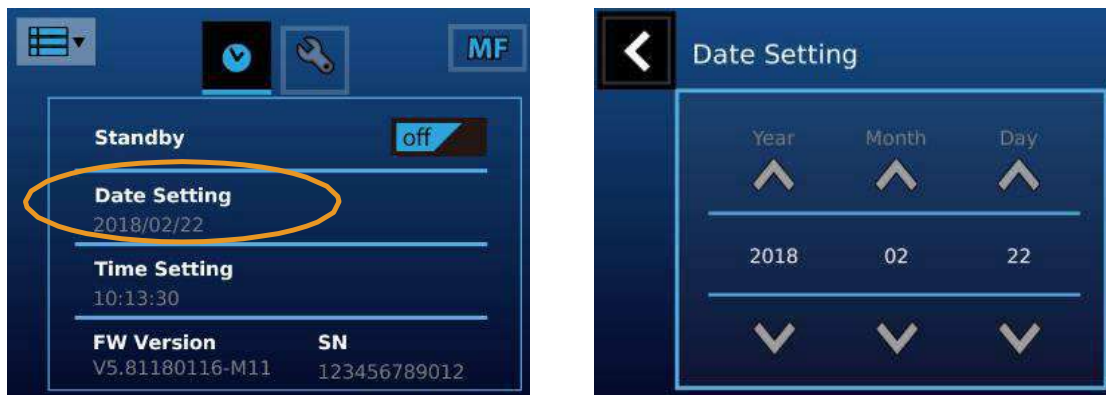 MF
Standby off
Date Setting
2018/02/22
Time Setting
10:13:30
FW Version SN
V5.81180116-M11 123456789012
Date Setting
Year Month Day
2018 02 22